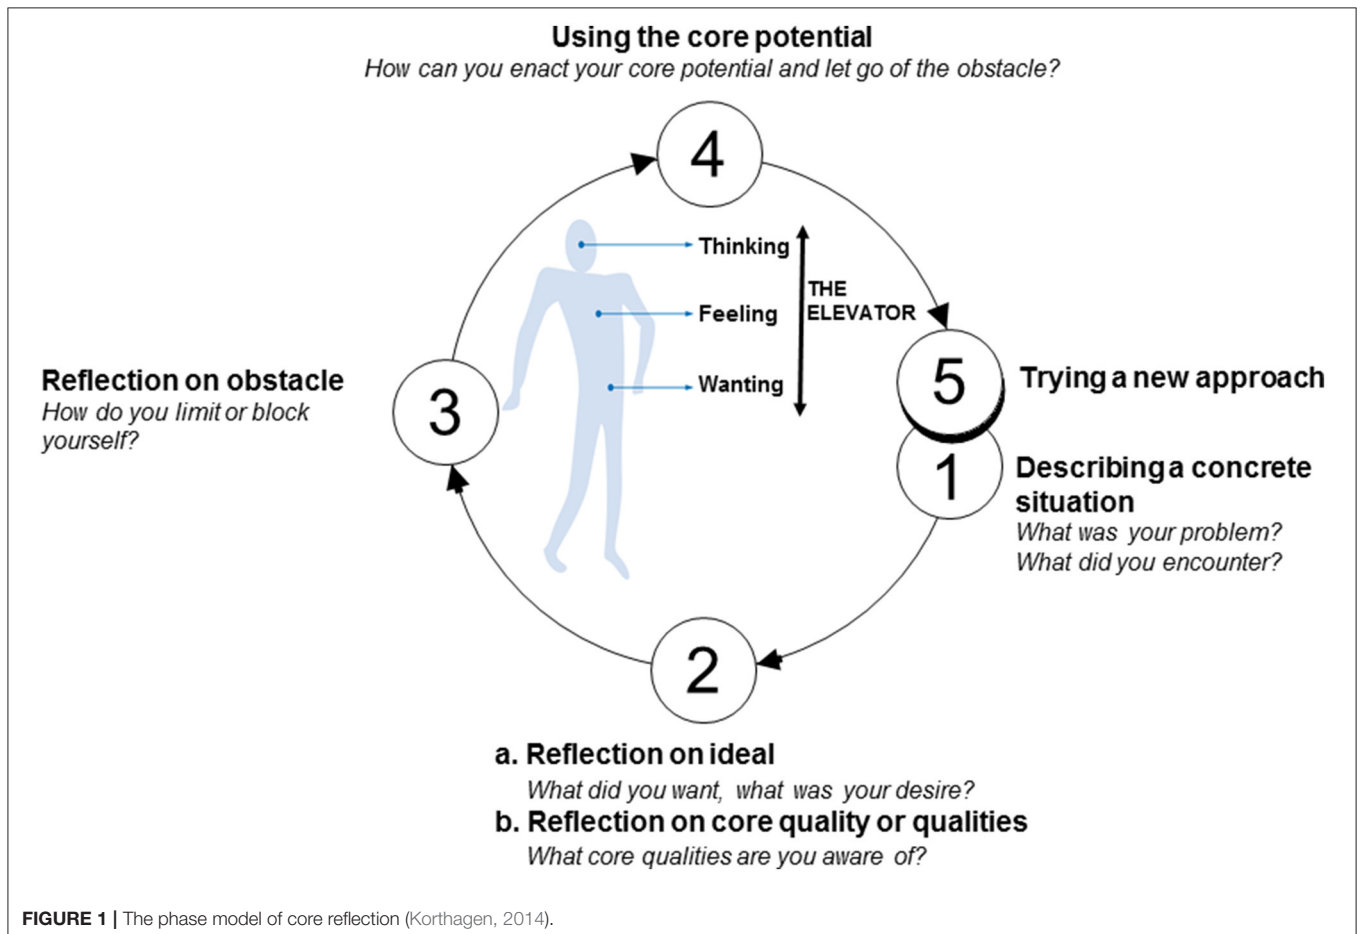 Using the core potential
How can you enact your core potential and let go of the obstacle?
4
Thinking
Feeling
Wanting
THE
ELEVATOR
5
Trying a new approach
1
Describing a concrete
situation
What was your problem?
What did you encounter?
2
a. Reflection on ideal
What did you want, what was your desire?
b. Reflection on core quality or qualities
What core qualities are you aware of?
3
Reflection on obstacle
How do you limit or block
yourself?
FIGURE 1 | The phase model of core reflection (Korthagen, 2014).